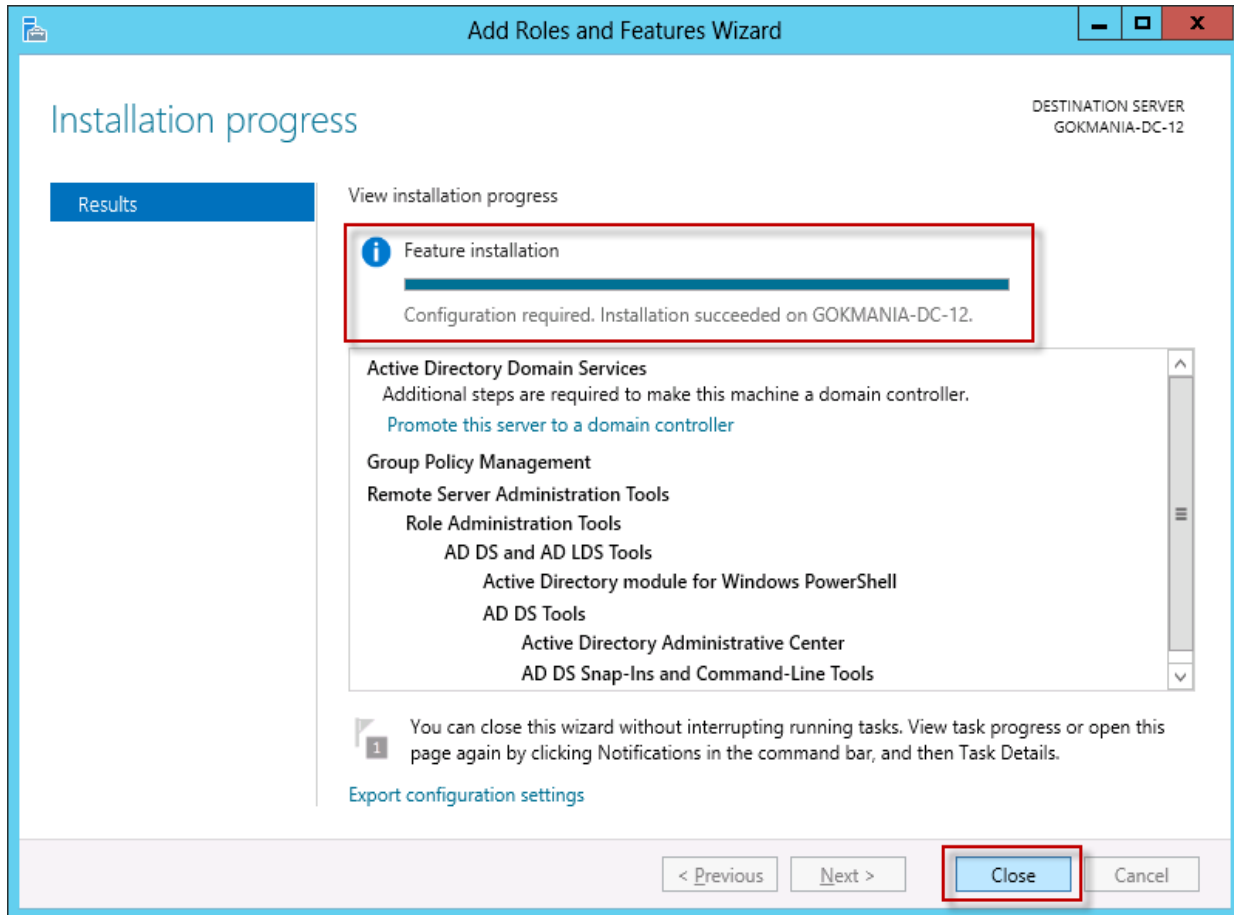 Add Roles and Features Wizard
Installation progress
DESTINATION SERVER
GOKMANIA-DC-12
Results
View installation progress
Feature installation
Configuration required. Installation succeeded on GOKMANIA-DC-12.
Active Directory Domain Services
Additional steps are required to make this machine a domain controller.
Promote this server to a domain controller
Group Policy Management
Remote Server Administration Tools
Role Administration Tools
AD DS and AD LDS Tools
Active Directory module for Windows PowerShell
AD DS Tools
Active Directory Administrative Center
AD DS Snap-Ins and Command-Line Tools
1
You can close this wizard without interrupting running tasks. View task progress or open this
page again by clicking Notifications in the command bar, and then Task Details.
Export configuration settings
< Previous
Next >
Close
Cancel